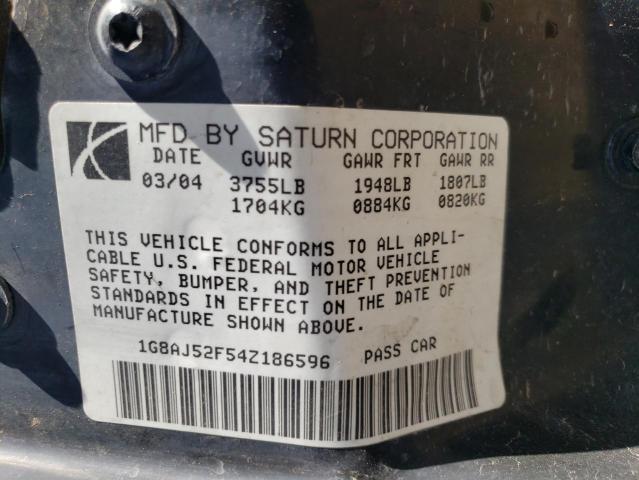 MFD BY SATURN CORPORATION
DATE GVWR GAWR FRT GAWR RR
03/04 3755LB 1948LB 1807LB
1704KG 0884KG 0820KG
THIS VEHICLE CONFORMS TO ALL APPLI-
CABLE U.S. FEDERAL MOTOR VEHICLE
SAFETY, BUMPER, AND THEFT PREVENTION
STANDARDS IN EFFECT ON THE DATE OF
MANUFACTURE SHOWN ABOVE.
1G8AJ52F54Z186596 PASS CAR